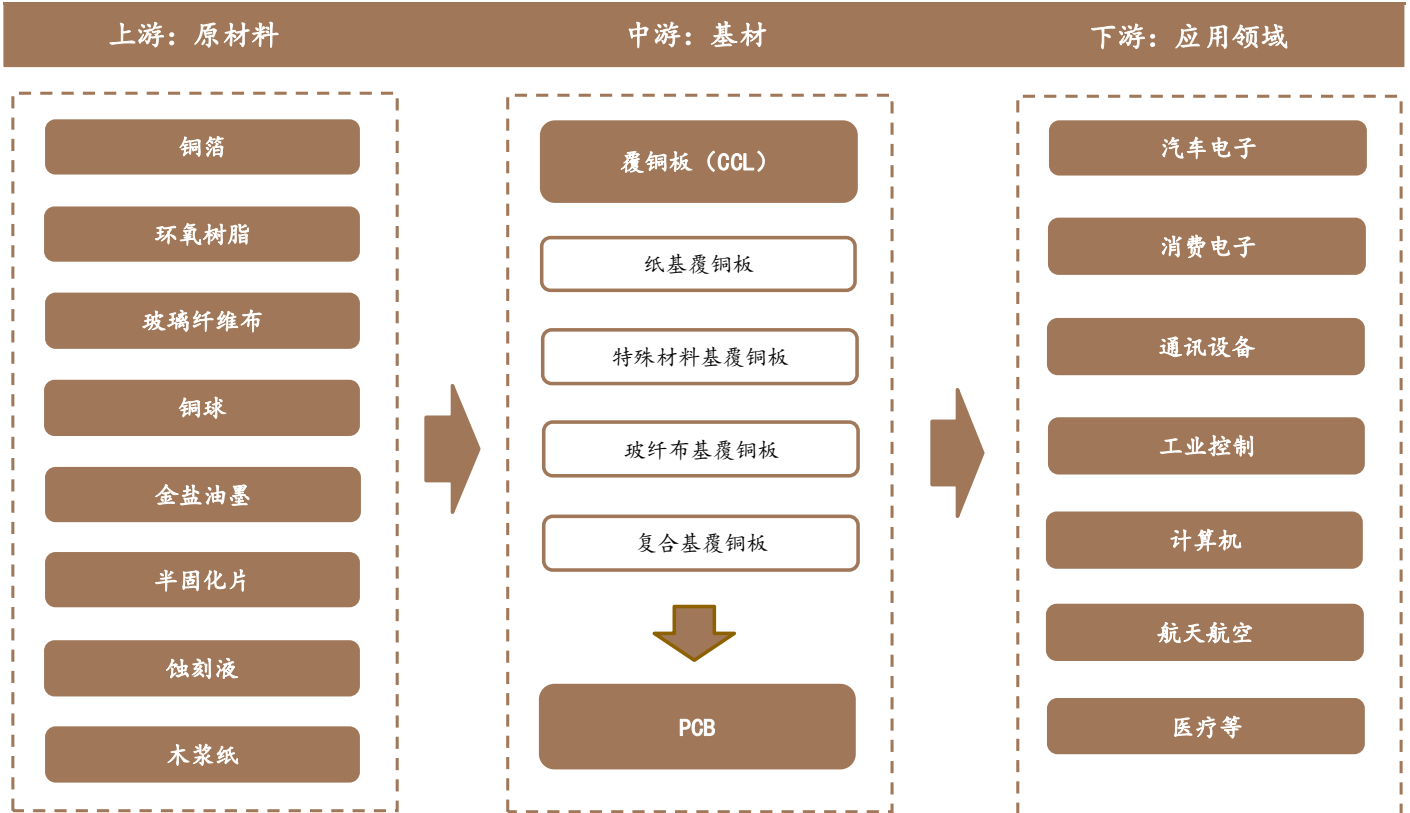 上游：原材料
中游：基材
下游：应用领域
铜箔
环氧树脂
玻璃纤维布
铜球
金盐油墨
半固化片
蚀刻液
木浆纸
覆铜板（CCL）
纸基覆铜板
特殊材料基覆铜板
玻纤布基覆铜板
复合基覆铜板
PCB
汽车电子
消费电子
通讯设备
工业控制
计算机
航天航空
医疗等